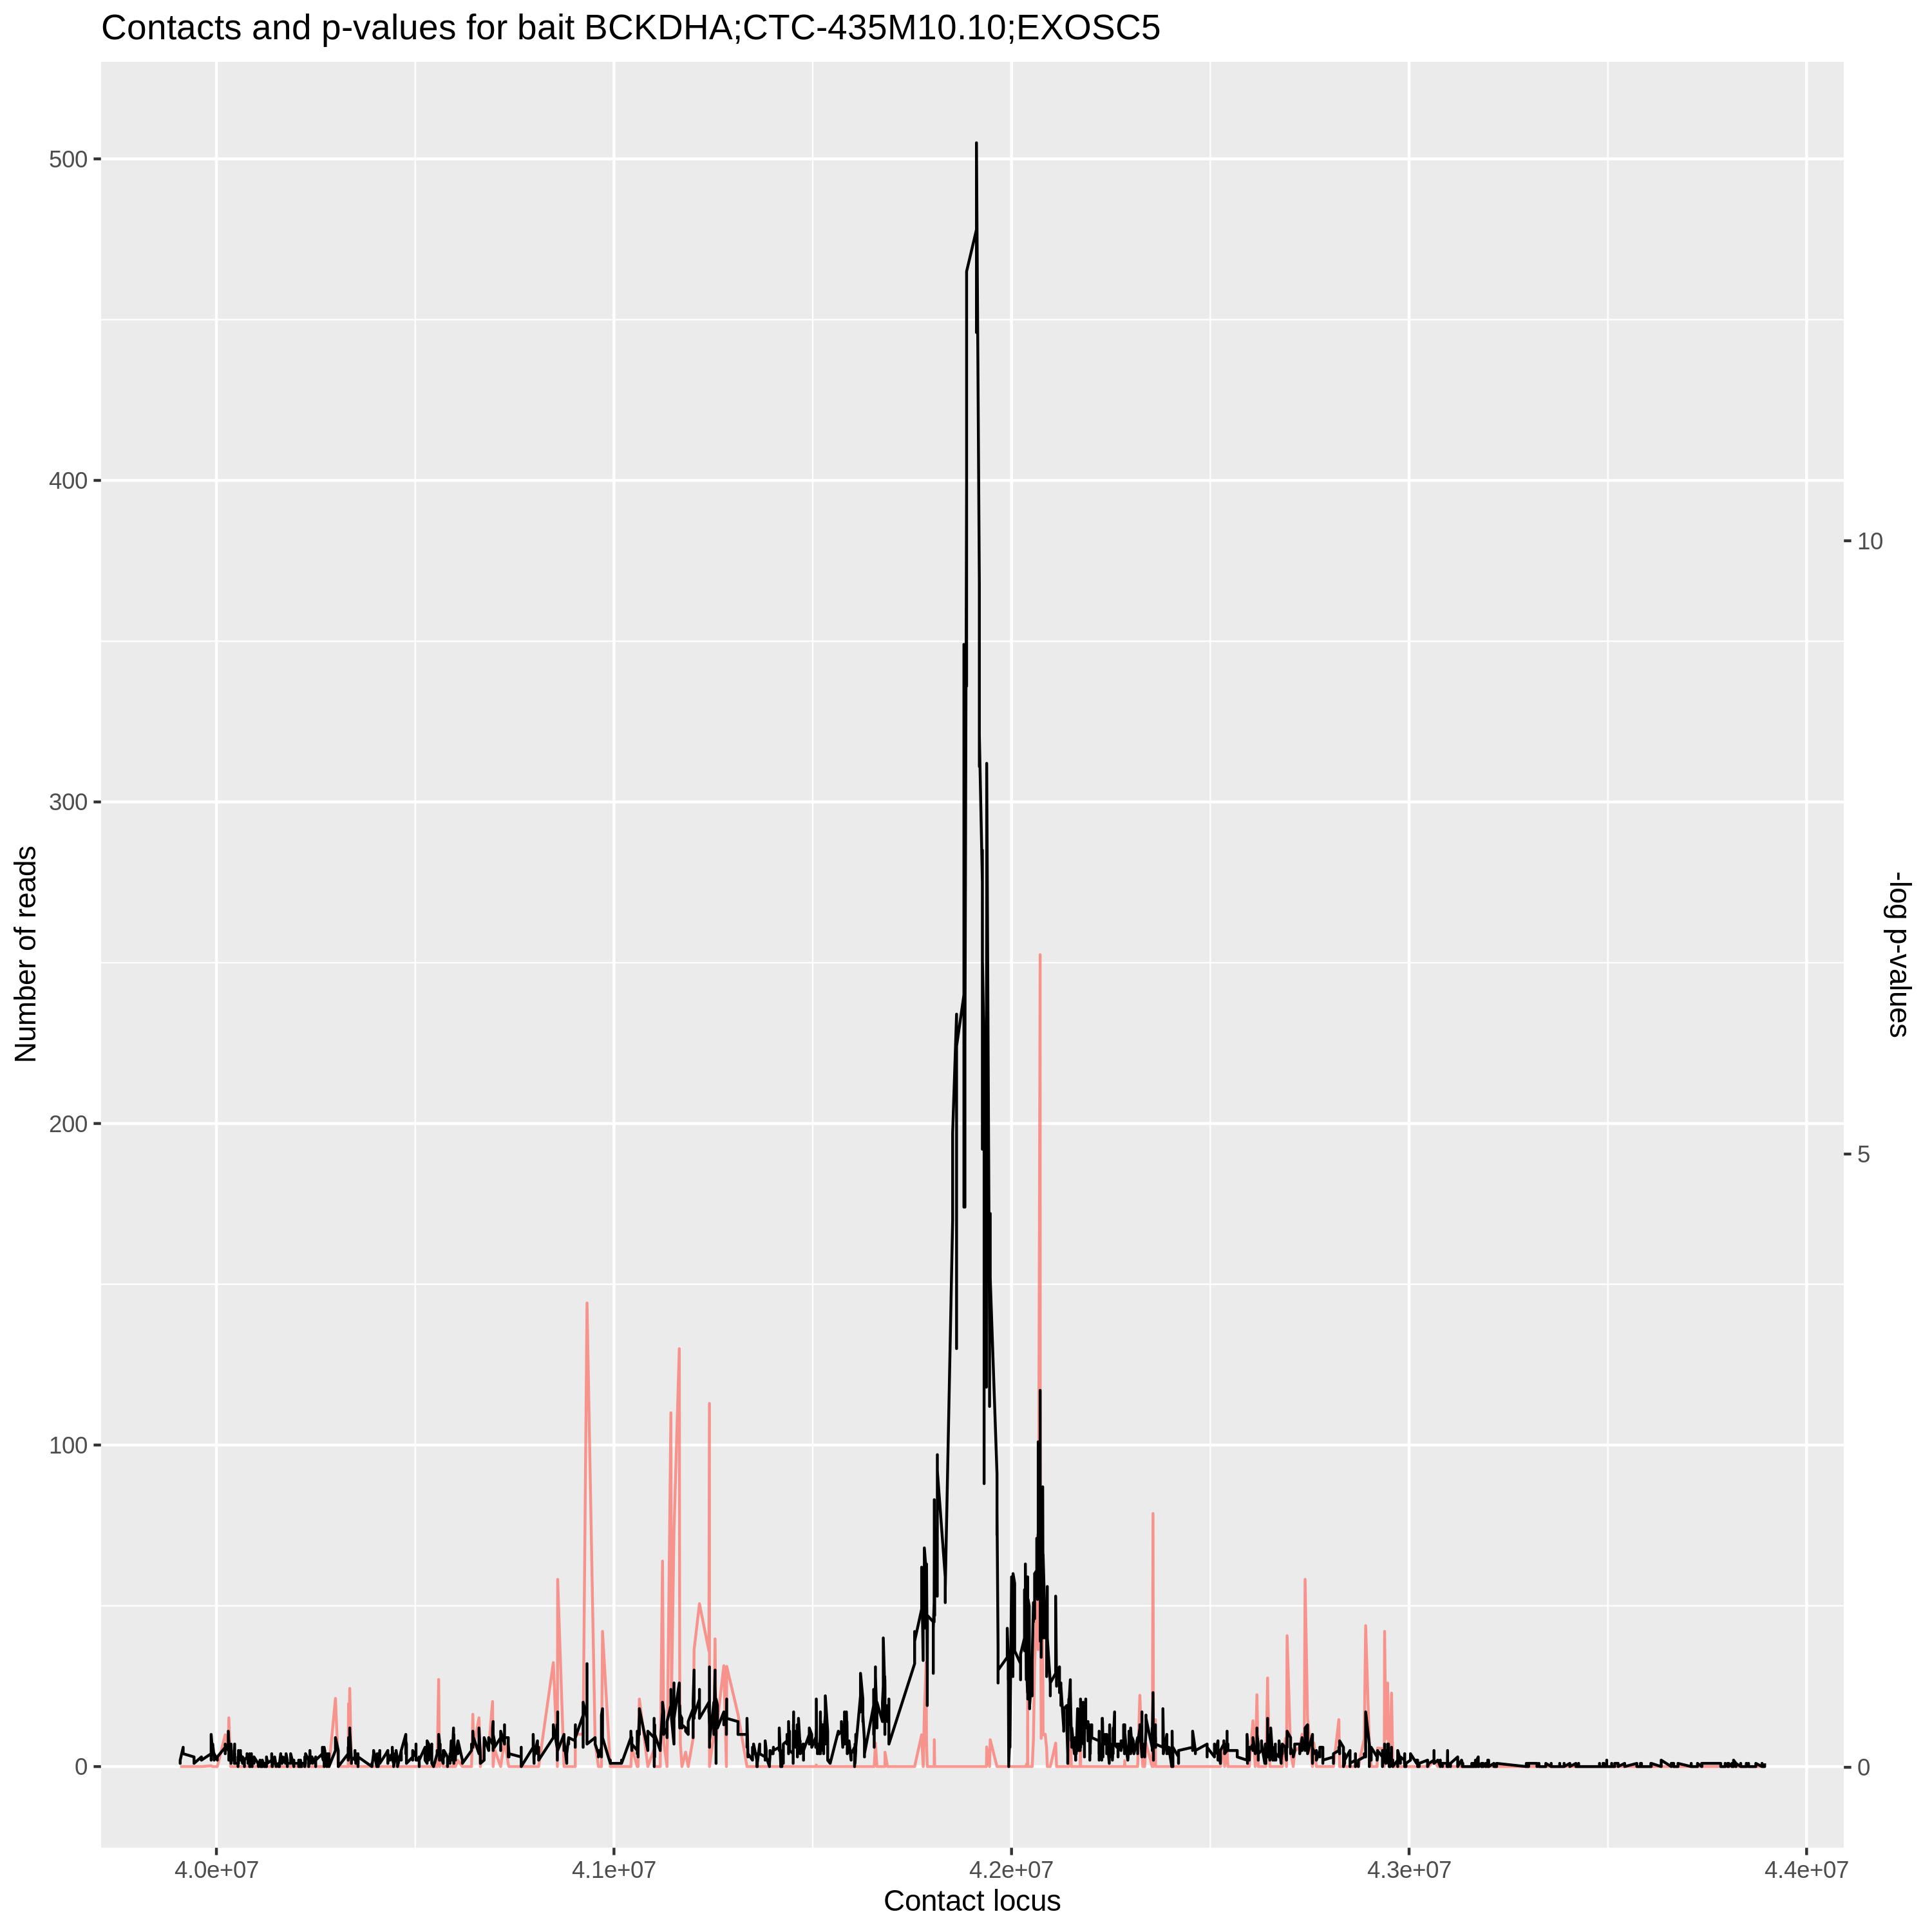 Contacts and p-values for bait BCKDHA;CTC-435M10.10;EXOSC5
500
400
300
200
100
0
Number of reads
10
5
0
-log p-values
4.0e+07
4.1e+07
4.2e+07
4.3e+07
4.4e+07
Contact locus